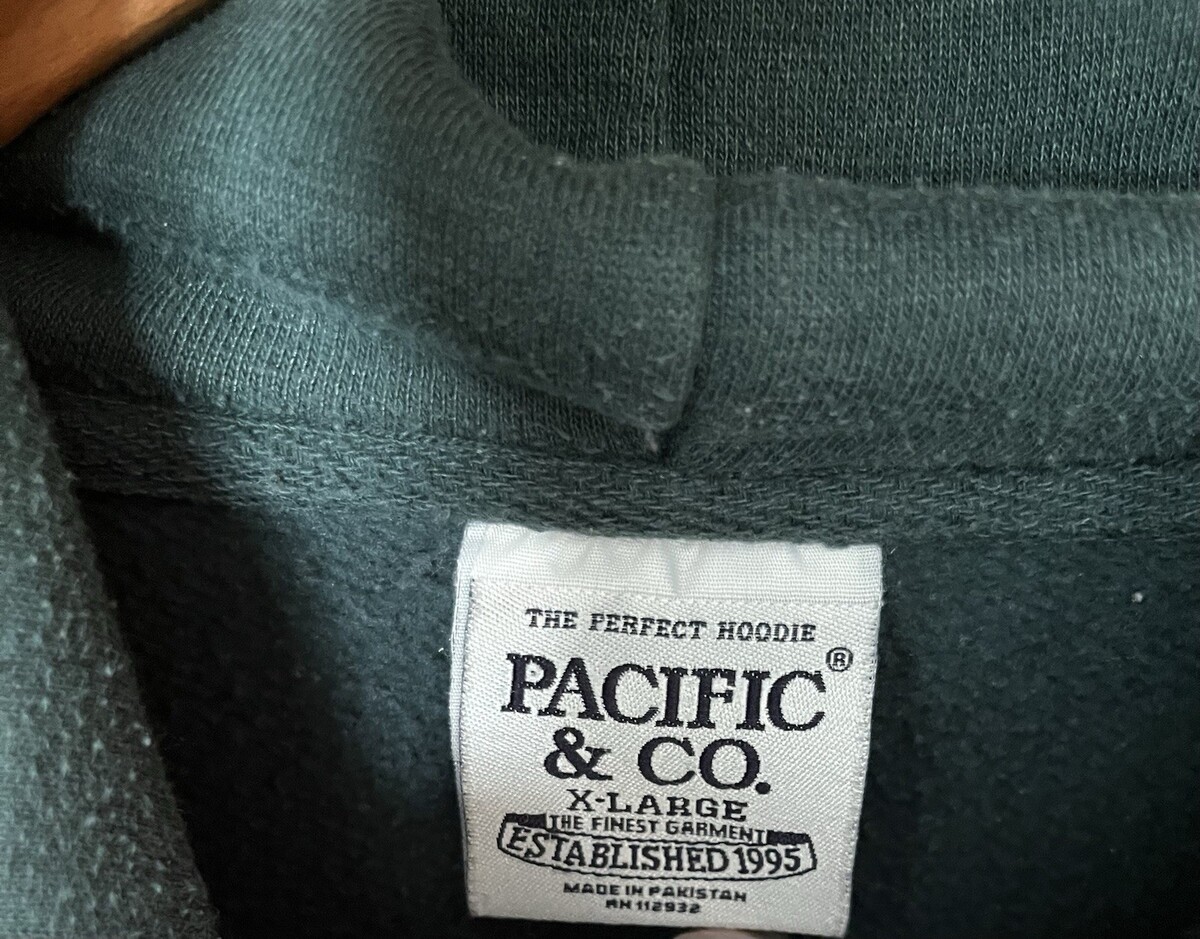 THE PERFECT HOODIE
PACIFIC®
& CO.
X-LARGE
THE FINEST GARMENT
ESTABLISHED 1995
MADE IN PAKISTAN
RN 112932